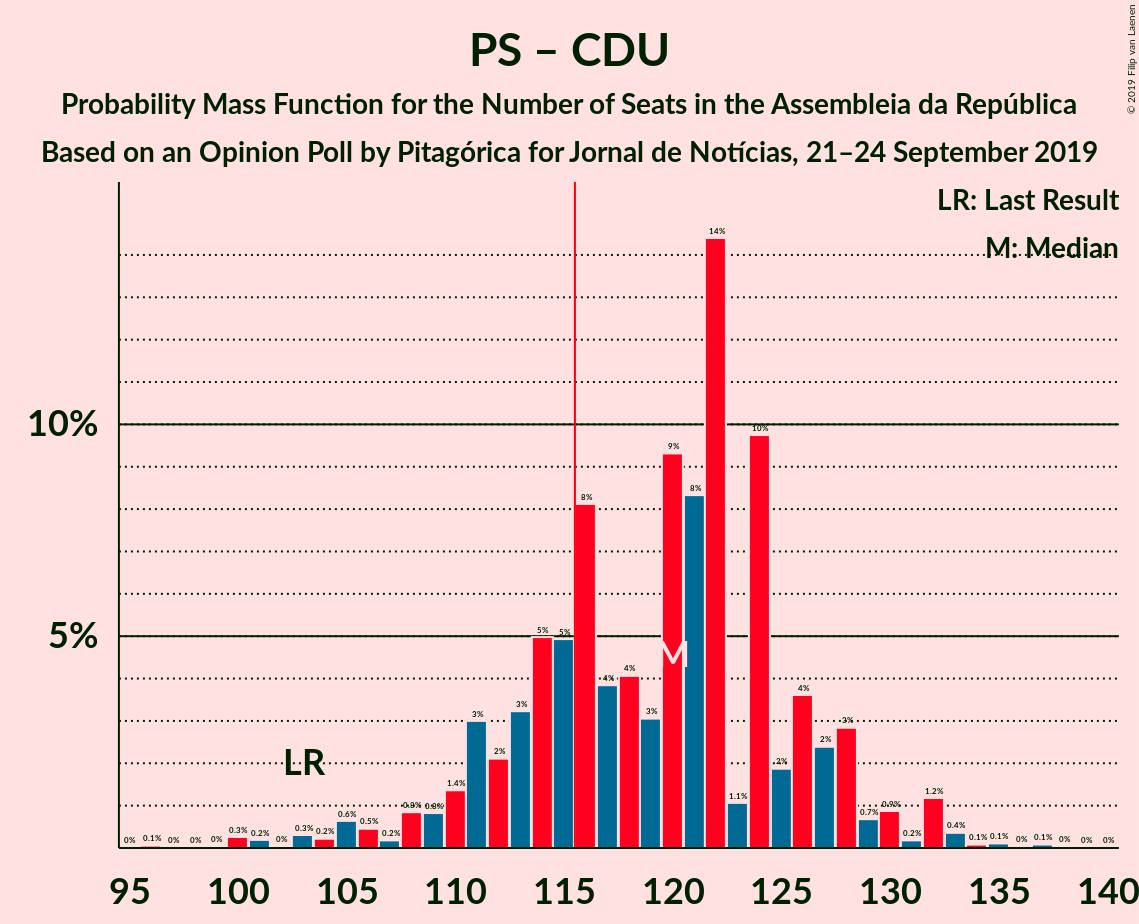 PS – CDU
Probability Mass Function for the Number of Seats in the Assembleia da República
Based on an Opinion Poll by Pitagórica for Jornal de Notícias, 21–24 September 2019
© 2019 Filip van Laenen
LR: Last Result
M: Median
10%
5%
0% 0.1% 0% 0% 0% 0.3% 0.2% 0% 0.3% 0.2% 0.6% 0.5% 0.2% 0.8% 0.8% 1.4% 3% 2% 3% 5% 5% 8% 4% 4% 3% 9% 8% 14% 1.1% 10% 2% 4% 2% 3% 0.7% 0.9% 0.2% 1.2% 0.4% 0.1% 0.1% 0% 0.1% 0% 0% 0%
LR
M
95 100 105 110 115 120 125 130 135 140